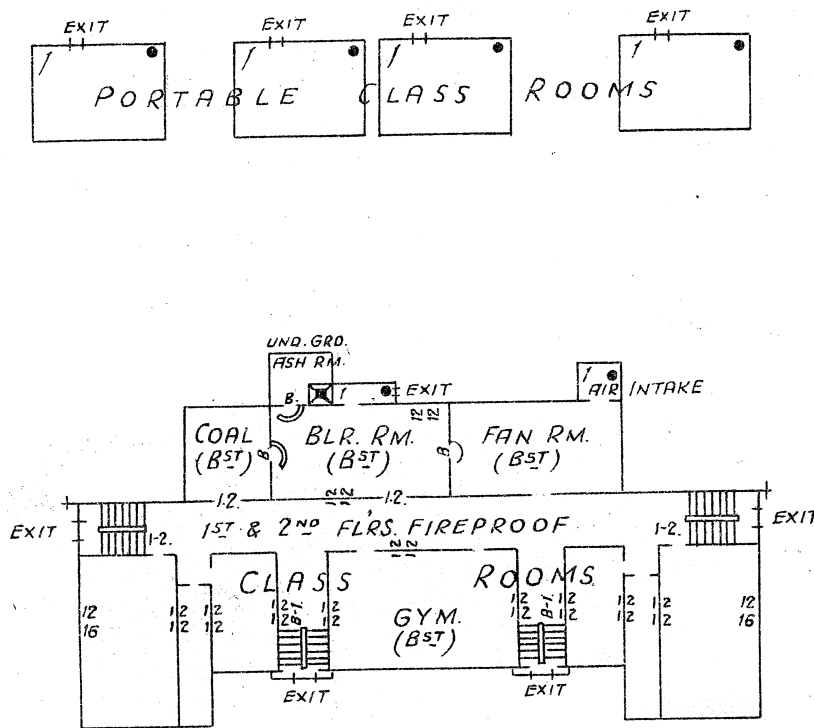 EXIT EXIT EXIT EXIT
1 1 1 1
PORTABLE CLASS ROOMS
UND. GRD.
ASH RM.
B. 1 EXIT 1 AIR INTAKE
12
12
COAL BLR. RM. FAN RM.
(BST) B (BST) B (BST)
1-2. 12 12 1-2.
EXIT 1ST & 2ND FLRS. FIREPROOF EXIT
1-2. 1-2.
12 12
CLASS ROOMS
12 12 12 12 B-1. 12 12 B-1. 12 12 12 12
16 12 12 12 12 12 12 12 12 16
GYM.
(BST)
EXIT EXIT